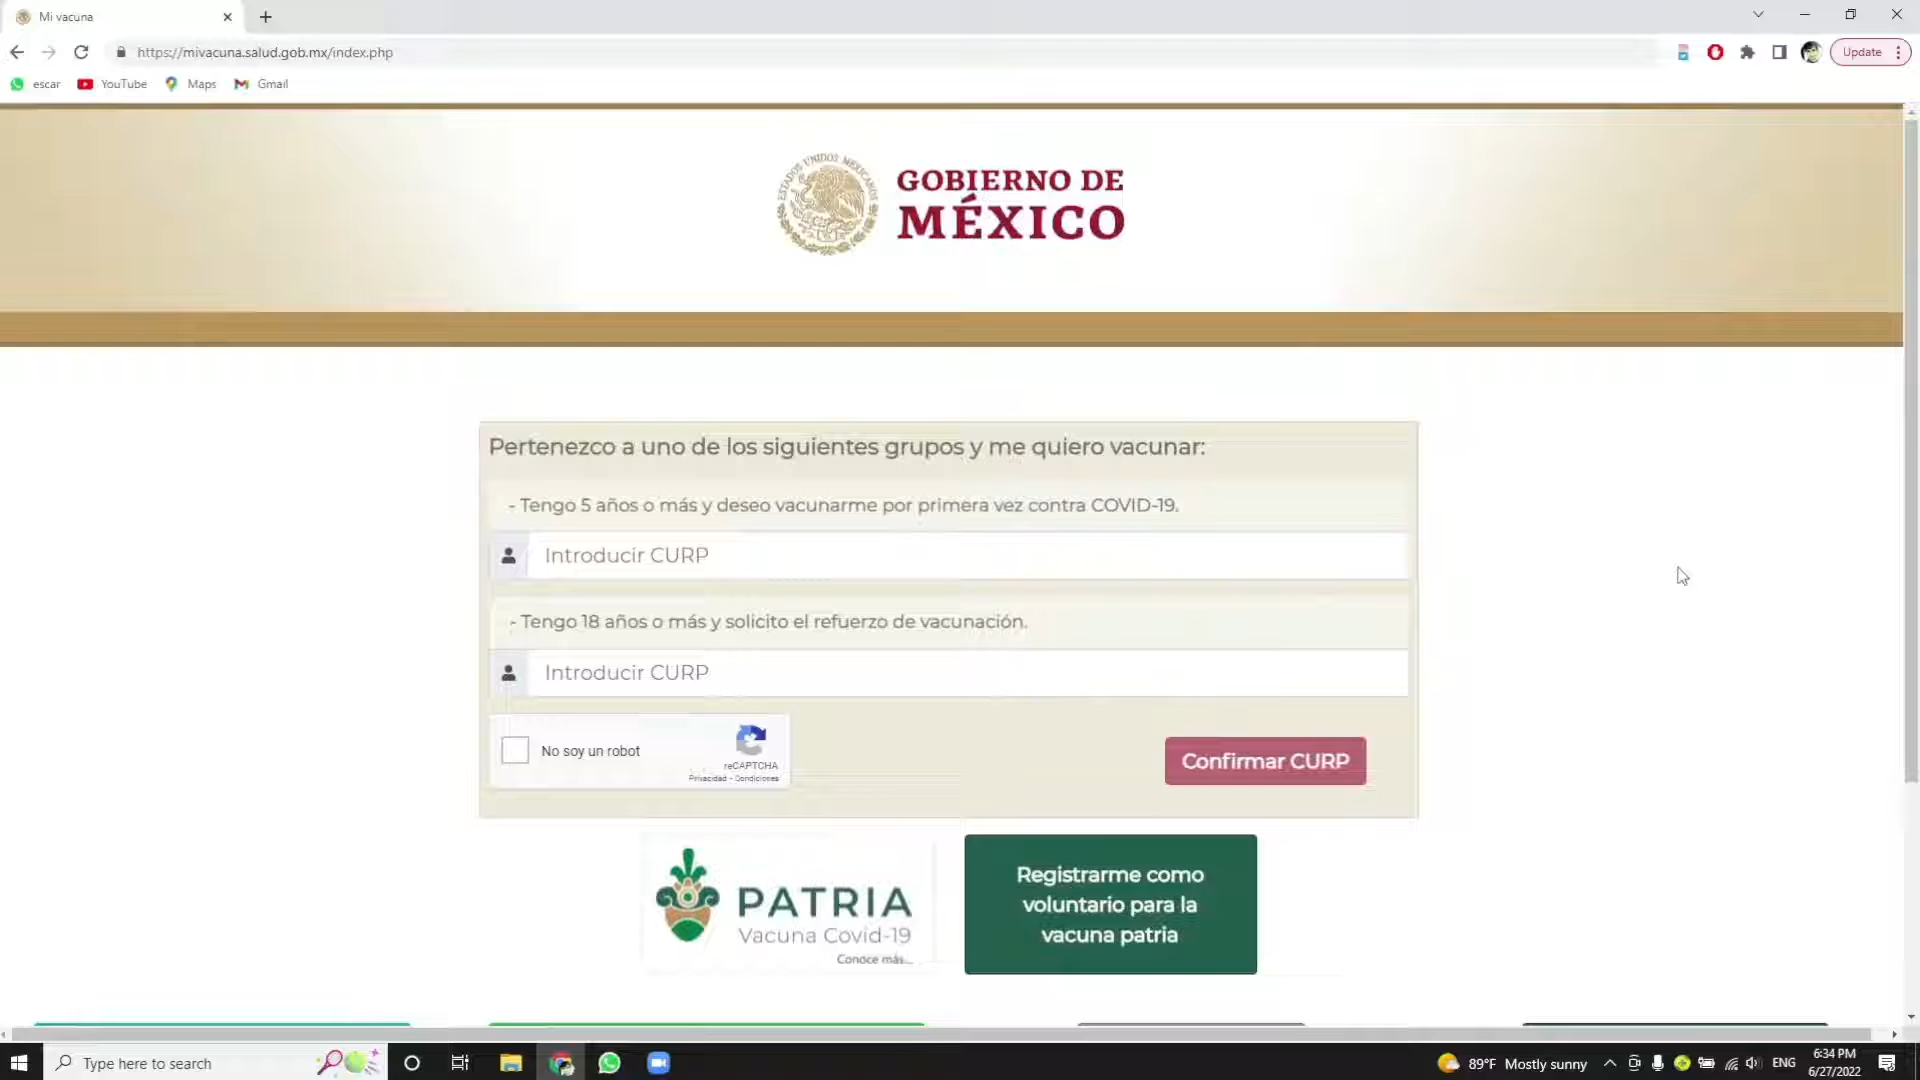 Mi vacuna
https://mivacuna.salud.gob.mx/index.php
Update
escar
YouTube
Maps
Gmail
ESTADOS UNIDOS MEXICANOS
GOBIERNO DE
MÉXICO
Pertenezco a uno de los siguientes grupos y me quiero vacunar:
- Tengo 5 años o más y deseo vacunarme por primera vez contra COVID-19.
Introducir CURP
- Tengo 18 años o más y solicito el refuerzo de vacunación.
Introducir CURP
No soy un robot
reCAPTCHA
Privacidad - Condiciones
Confirmar CURP
PATRIA
Vacuna Covid-19
Conoce más...
Registrarme como
voluntario para la
vacuna patria
Type here to search
89°F Mostly sunny
ENG
6:34 PM
6/27/2022